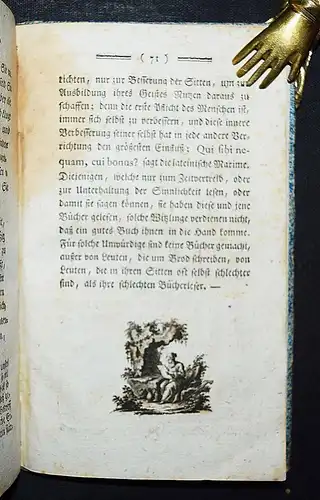 ( 71 )
richten, nur zur Besserung der Sitten, um zur
Ausbildung ihres Geistes Nutzen daraus zu
schaffen: denn die erste Pflicht des Menschen ist,
immer sich selbst zu verbessern, und diese innere
Verbesserung seiner selbst hat in jede andere Ver-
richtung den grössesten Einfluß; Qui sibi ne-
quam, cui bonus? sagt die lateinische Maxime.
Diejenigen, welche nur zum Zeitvertreib, oder
zur Unterhaltung der Sinnlichkeit lesen, oder
damit sie sagen können, sie haben diese und jene
Bücher gelesen, solche Witzlinge verdienen nicht,
daß ein gutes Buch ihnen in die Hand komme.
Für solche Unwürdige sind keine Bücher gemacht,
außer von Leuten, die um Brod schreiben, von
Leuten, die in ihren Sitten oft selbst schlechter
sind, als ihre schlechten Bücherleser. —